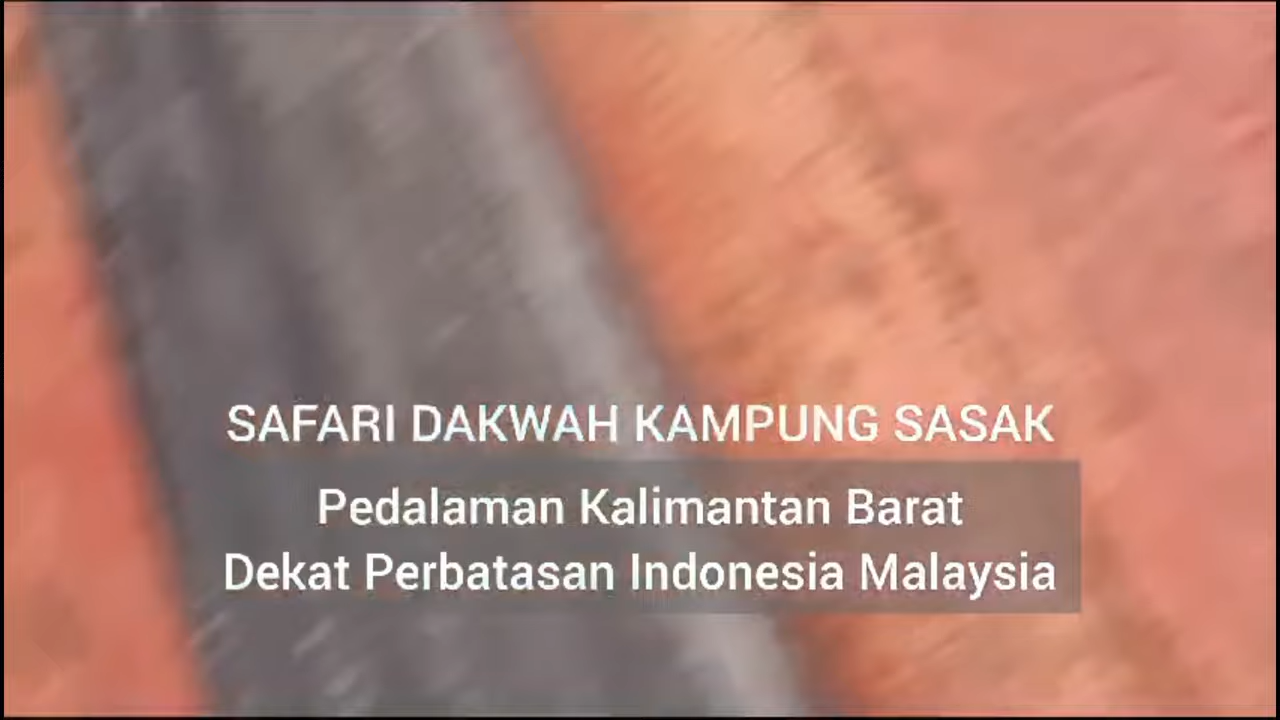 SAFARI DAKWAH KAMPUNG SASAK
Pedalaman Kalimantan Barat
Dekat Perbatasan Indonesia Malaysia